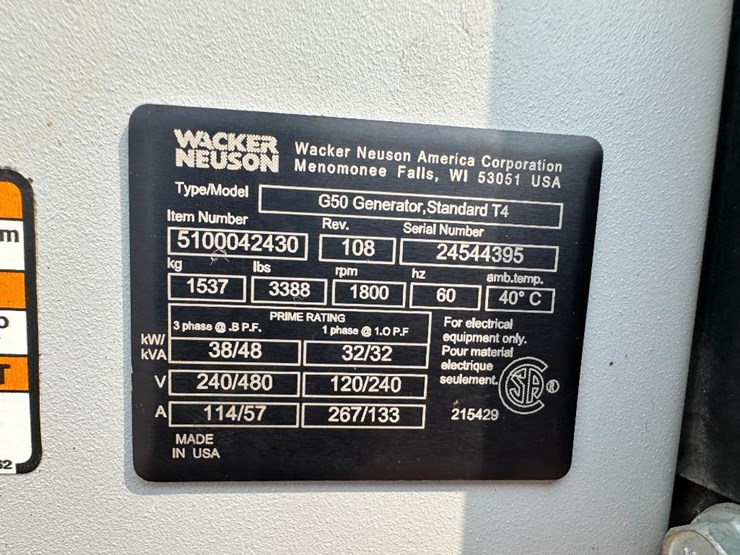 WACKER
NEUSON
Wacker Neuson America Corporation
Menomonee Falls, WI 53051 USA
Type/Model
G50 Generator,Standard T4
Item Number Rev. Serial Number
5100042430 108 24544395
kg lbs rpm hz amb.temp.
1537 3388 1800 60 40° C
PRIME RATING
3 phase @ .8 P.F. 1 phase @ 1.0 P.F
kW/
kVA 38/48 32/32
V 240/480 120/240
A 114/57 267/133
For electrical
equipment only.
Pour material
electrique
seulement.
SA ®
215429
MADE
IN USA
m
T
52